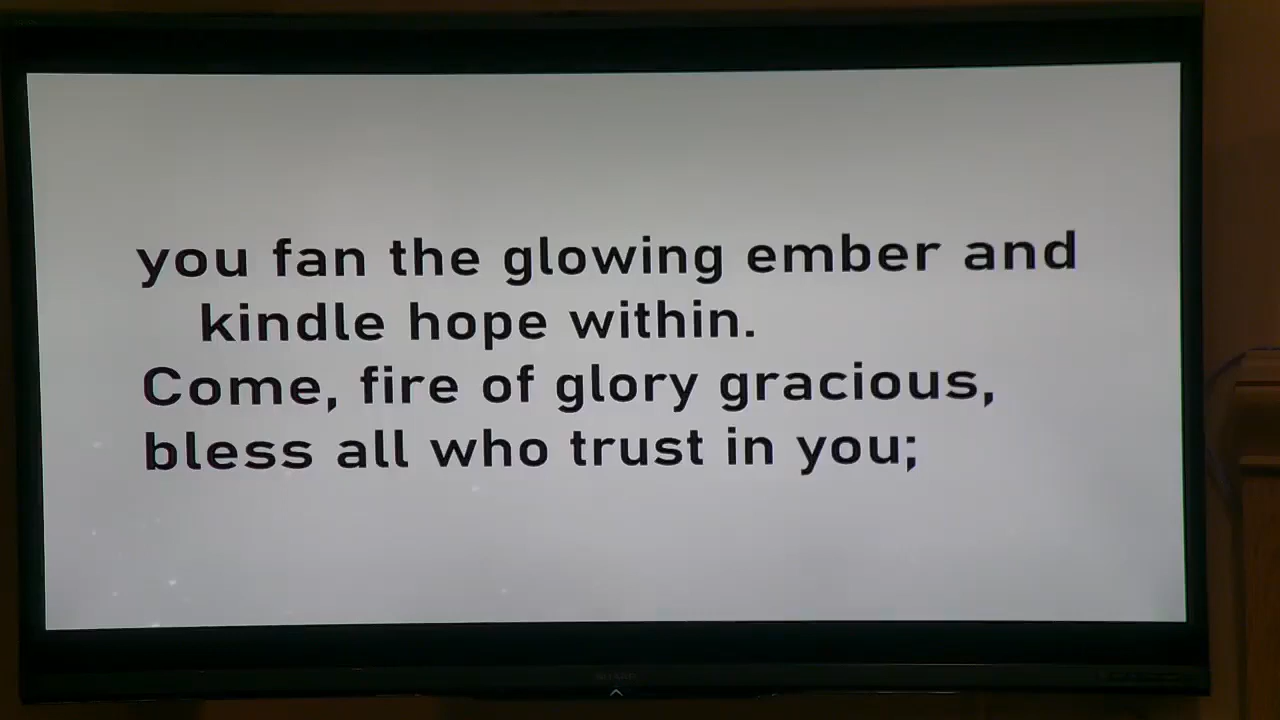 you fan the glowing ember and
kindle hope within.
Come, fire of glory gracious,
bless all who trust in you;